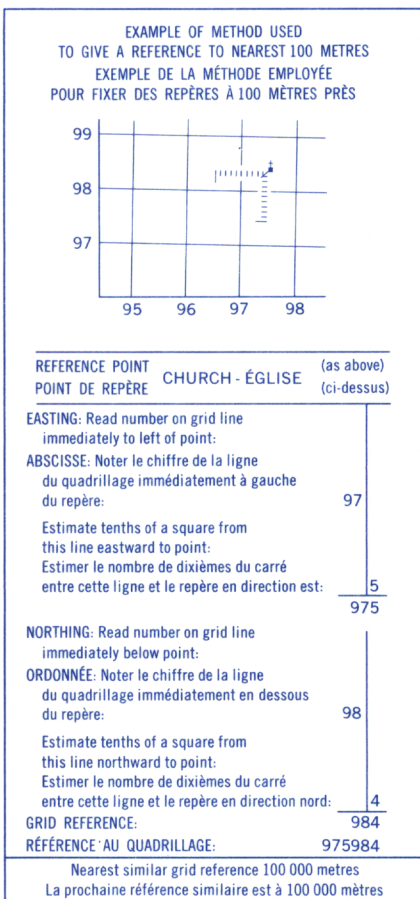 EXAMPLE OF METHOD USED
TO GIVE A REFERENCE TO NEAREST 100 METRES
EXEMPLE DE LA MÉTHODE EMPLOYÉE
POUR FIXER DES REPÈRES À 100 MÈTRES PRÈS
99
98
97
95 96 97 98
REFERENCE POINT
POINT DE REPÈRE
CHURCH - ÉGLISE
(as above)
(ci-dessus)
EASTING: Read number on grid line
immediately to left of point:
ABSCISSE: Noter le chiffre de la ligne
du quadrillage immédiatement à gauche
du repère: 97
Estimate tenths of a square from
this line eastward to point:
Estimer le nombre de dixièmes du carré
entre cette ligne et le repère en direction est: 5
975
NORTHING: Read number on grid line
immediately below point:
ORDONNÉE: Noter le chiffre de la ligne
du quadrillage immédiatement en dessous
du repère: 98
Estimate tenths of a square from
this line northward to point:
Estimer le nombre de dixièmes du carré
entre cette ligne et le repère en direction nord: 4
GRID REFERENCE: 984
RÉFÉRENCE AU QUADRILLAGE: 975984
Nearest similar grid reference 100 000 metres
La prochaine référence similaire est à 100 000 mètres